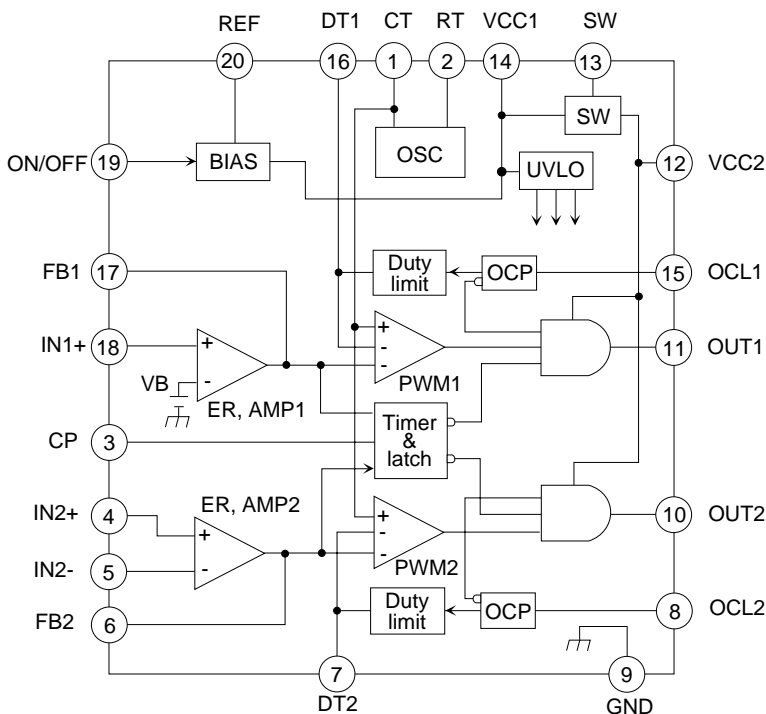 REF DT1 CT RT VCC1 SW
20 16 1 2 14 13
SW
OSC
ON/OFF 19 BIAS UVLO 12 VCC2
FB1 17 Duty limit OCP 15 OCL1
IN1+ 18 + + 11 OUT1
-
VB - - PWM1
ER, AMP1
CP 3 Timer & latch
ER, AMP2
IN2+ 4 + + 10 OUT2
-
IN2- 5 - - PWM2
FB2 6 Duty limit OCP 8 OCL2
7 9
DT2 GND